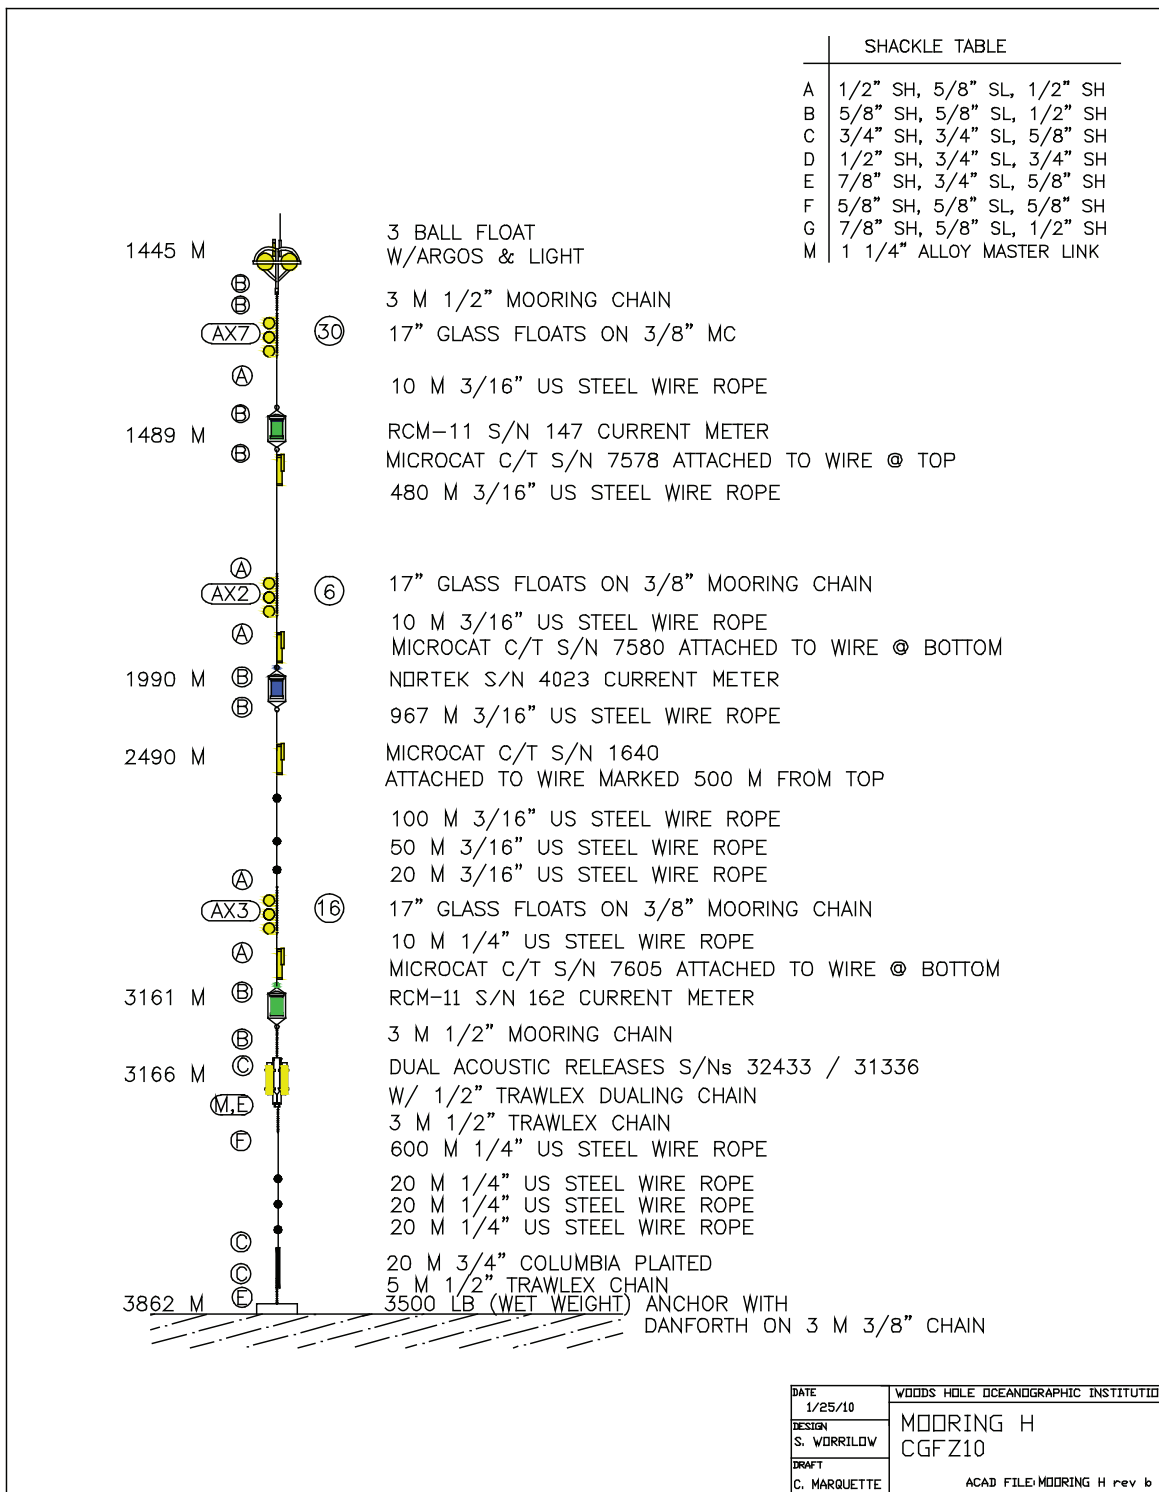 SHACKLE TABLE
A 1/2" SH, 5/8" SL, 1/2" SH
B 5/8" SH, 5/8" SL, 1/2" SH
C 3/4" SH, 3/4" SL, 5/8" SH
D 1/2" SH, 3/4" SL, 3/4" SH
E 7/8" SH, 3/4" SL, 5/8" SH
F 5/8" SH, 5/8" SL, 5/8" SH
G 7/8" SH, 5/8" SL, 1/2" SH
M 1 1/4" ALLOY MASTER LINK
3 BALL FLOAT
1445 M W/ARGOS & LIGHT
B
B 3 M 1/2" MOORING CHAIN
AX7 30 17" GLASS FLOATS ON 3/8" MC
A 10 M 3/16" US STEEL WIRE ROPE
B
1489 M RCM-11 S/N 147 CURRENT METER
B MICROCAT C/T S/N 7578 ATTACHED TO WIRE @ TOP
480 M 3/16" US STEEL WIRE ROPE
A
AX2 6 17" GLASS FLOATS ON 3/8" MOORING CHAIN
10 M 3/16" US STEEL WIRE ROPE
A MICROCAT C/T S/N 7580 ATTACHED TO WIRE @ BOTTOM
1990 M B NORTEK S/N 4023 CURRENT METER
B 967 M 3/16" US STEEL WIRE ROPE
2490 M MICROCAT C/T S/N 1640
ATTACHED TO WIRE MARKED 500 M FROM TOP
100 M 3/16" US STEEL WIRE ROPE
50 M 3/16" US STEEL WIRE ROPE
A 20 M 3/16" US STEEL WIRE ROPE
AX3 16 17" GLASS FLOATS ON 3/8" MOORING CHAIN
A 10 M 1/4" US STEEL WIRE ROPE
MICROCAT C/T S/N 7605 ATTACHED TO WIRE @ BOTTOM
3161 M B RCM-11 S/N 162 CURRENT METER
B 3 M 1/2" MOORING CHAIN
3166 M C DUAL ACOUSTIC RELEASES S/Ns 32433 / 31336
M,E W/ 1/2" TRAWLEX DUALING CHAIN
3 M 1/2" TRAWLEX CHAIN
F 600 M 1/4" US STEEL WIRE ROPE
20 M 1/4" US STEEL WIRE ROPE
20 M 1/4" US STEEL WIRE ROPE
20 M 1/4" US STEEL WIRE ROPE
C
C 20 M 3/4" COLUMBIA PLAITED
5 M 1/2" TRAWLEX CHAIN
3862 M E 3500 LB (WET WEIGHT) ANCHOR WITH
DANFORTH ON 3 M 3/8" CHAIN
DATE
1/25/10
DESIGN
S. WORRILOW
DRAFT
C. MARQUETTE
WOODS HOLE OCEANOGRAPHIC INSTITUTIO
MOORING H
CGFZ10
ACAD FILE:MOORING H rev b